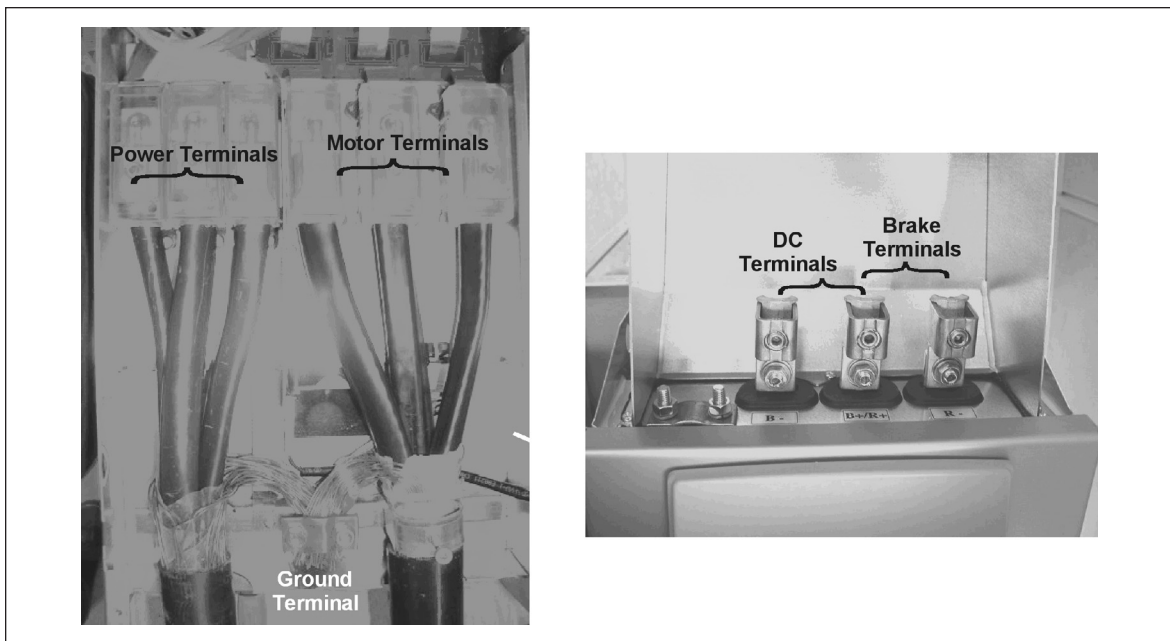 Power Terminals
Motor Terminals
Ground
Terminal
DC
Terminals
Brake
Terminals
B -
B+/R+
R -